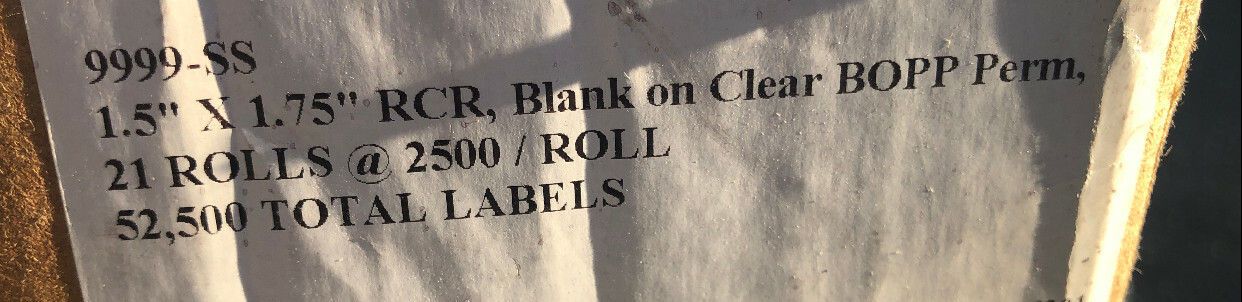 9999-SS
1.5" X 1.75" RCR, Blank on Clear BOPP Perm,
21 ROLLS @ 2500 / ROLL
52,500 TOTAL LABELS